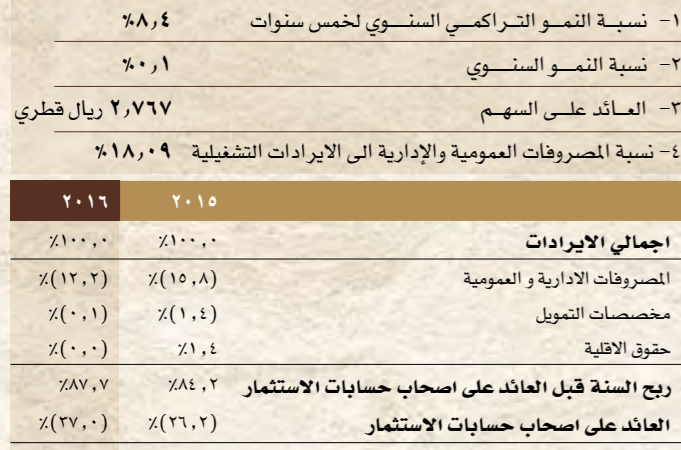 ١- نسبة النمو التراكمي السنوي لخمس سنوات ٨,٤٪
٢- نسبة النمو السنوي ٠,١٪
٣- العائد على السهم ٢,٧٦٧ ريال قطري
٤- نسبة المصروفات العمومية والإدارية الى الايرادات التشغيلية ١٨,٠٩٪
٢٠١٥ ٢٠١٦
اجمالي الايرادات ١٠٠,٠٪ ١٠٠,٠٪
المصروفات الادارية و العمومية (١٥,٨)٪ (١٢,٢)٪
مخصصات التمويل (١,٤)٪ (٠,١)٪
حقوق الاقلية ١,٤٪ (٠,٠)٪
ربح السنة قبل العائد على اصحاب حسابات الاستثمار ٨٤,٢٪ ٨٧,٧٪
العائد على اصحاب حسابات الاستثمار (٢٦,٢)٪ (٣٧,٠)٪